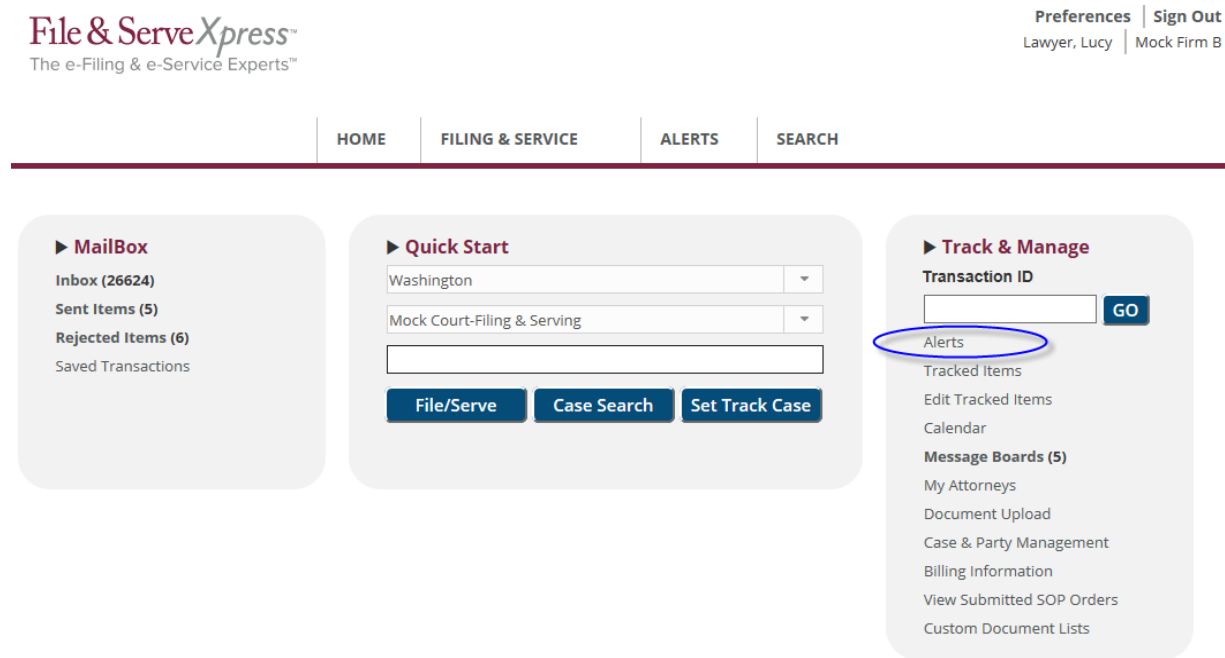 File & ServeXpress™
The e-Filing & e-Service Experts™
Preferences | Sign Out
Lawyer, Lucy | Mock Firm B
HOME
FILING & SERVICE
ALERTS
SEARCH
MailBox
Inbox (26624)
Sent Items (5)
Rejected Items (6)
Saved Transactions
Quick Start
Washington
Mock Court-Filing & Serving
File/Serve
Case Search
Set Track Case
Track & Manage
Transaction ID
GO
Alerts
Tracked Items
Edit Tracked Items
Calendar
Message Boards (5)
My Attorneys
Document Upload
Case & Party Management
Billing Information
View Submitted SOP Orders
Custom Document Lists